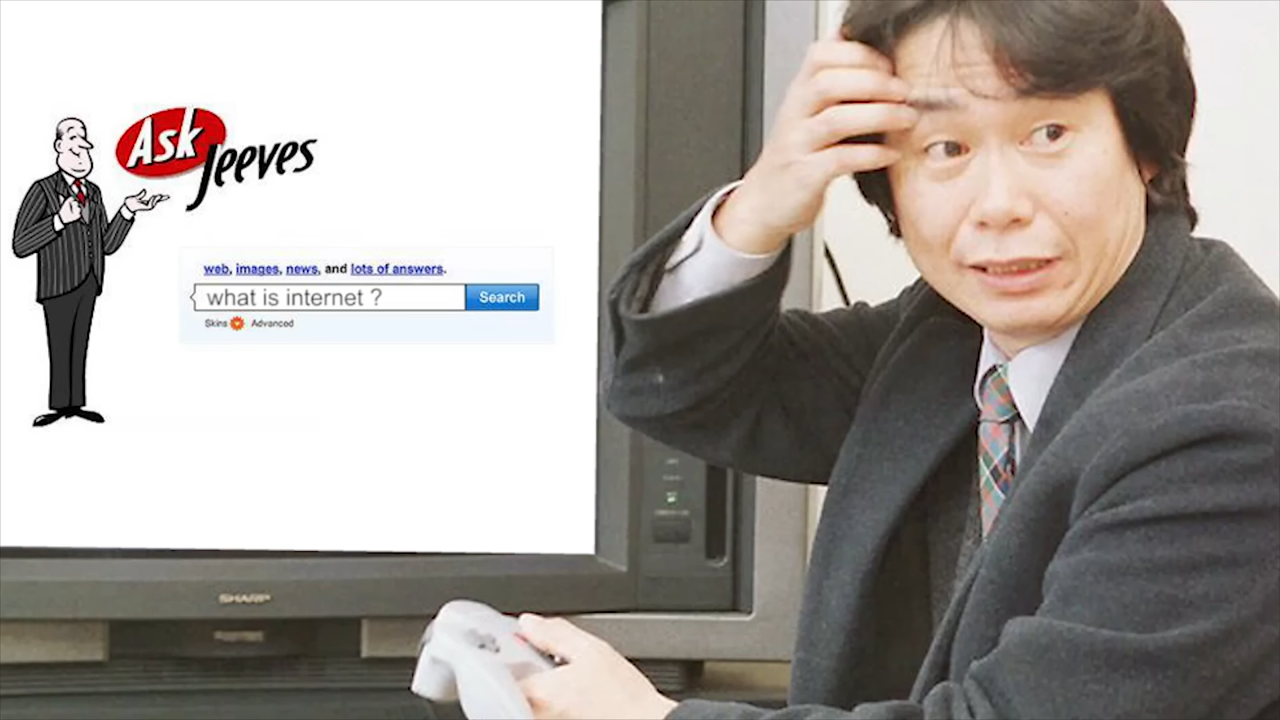 Ask
Jeeves
web, images, news, and lots of answers.
what is internet ?
Search
Skins Advanced
SHARP